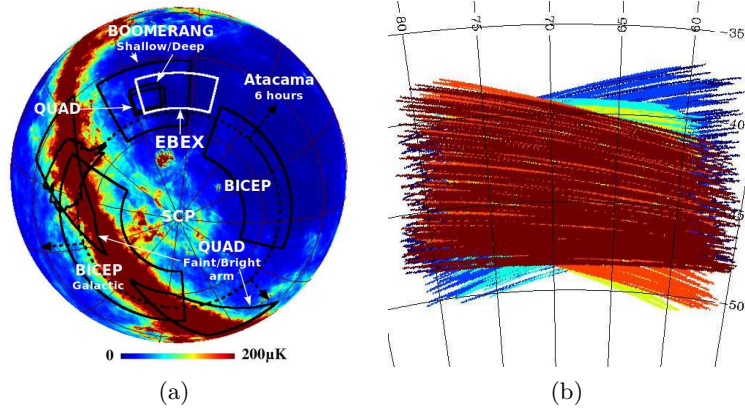 BOOMERANG
Shallow/Deep
Atacama
6 hours
QUAD
EBEX
BICEP
SCP
QUAD
Faint/Bright
arm
BICEP
Galactic
0
200μK
(a)
80
75
70
65
60
-35
-40
-50
(b)